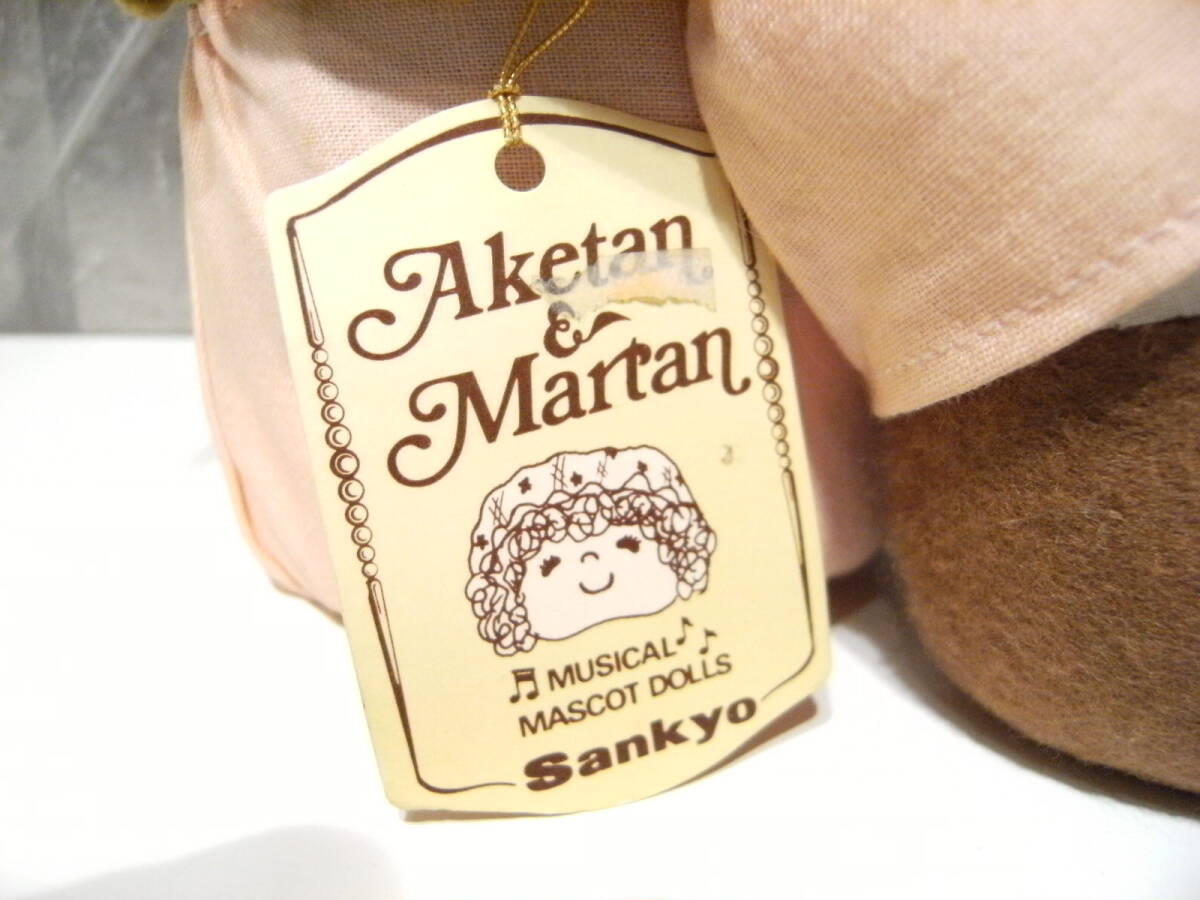 Aketan
&
Martan
MUSICAL
MASCOT DOLLS
Sankyo